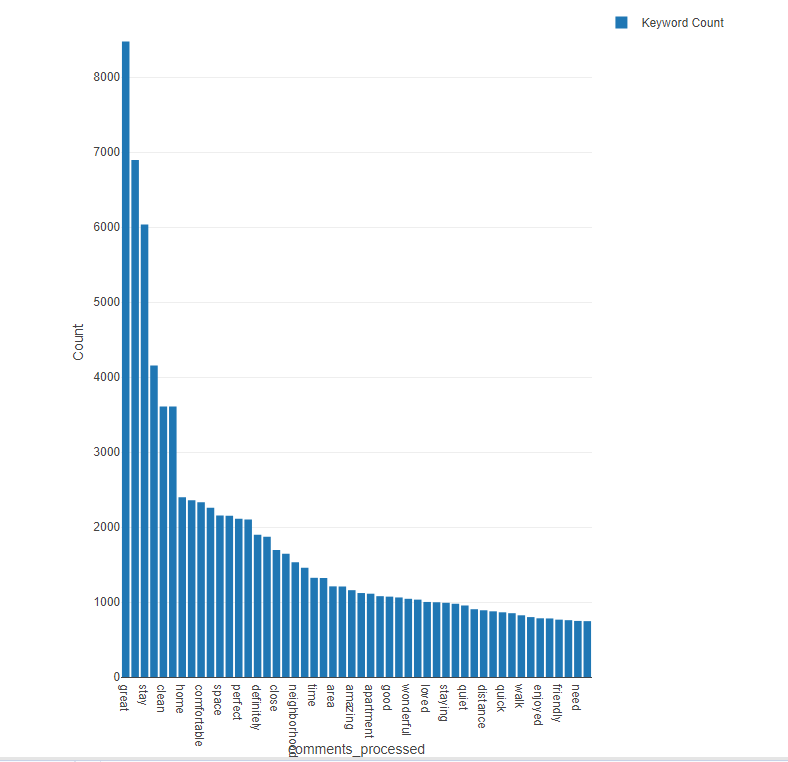 Keyword Count
8000
7000
6000
5000
4000
3000
2000
1000
0
Count
great
stay
clean
home
comfortable
space
perfect
definitely
close
neighborhood
time
area
amazing
apartment
good
wonderful
loved
staying
quiet
distance
quick
walk
enjoyed
friendly
need
comments_processed